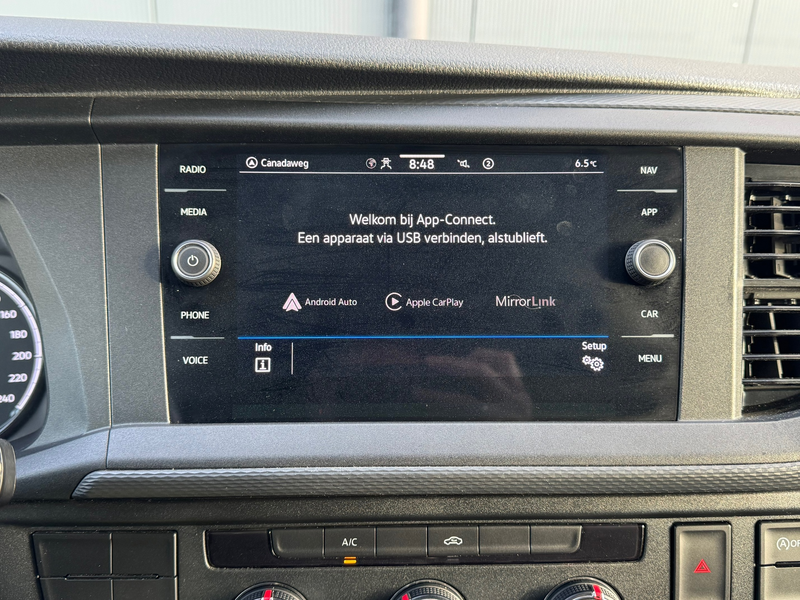 RADIO
MEDIA
PHONE
VOICE
Canadaweg
8:48
2
6.5°C
Welkom bij App-Connect.
Een apparaat via USB verbinden, alstublieft.
Android Auto
Apple CarPlay
MirrorLink
Info
Setup
NAV
APP
CAR
MENU
160
180
200
220
240
A/C